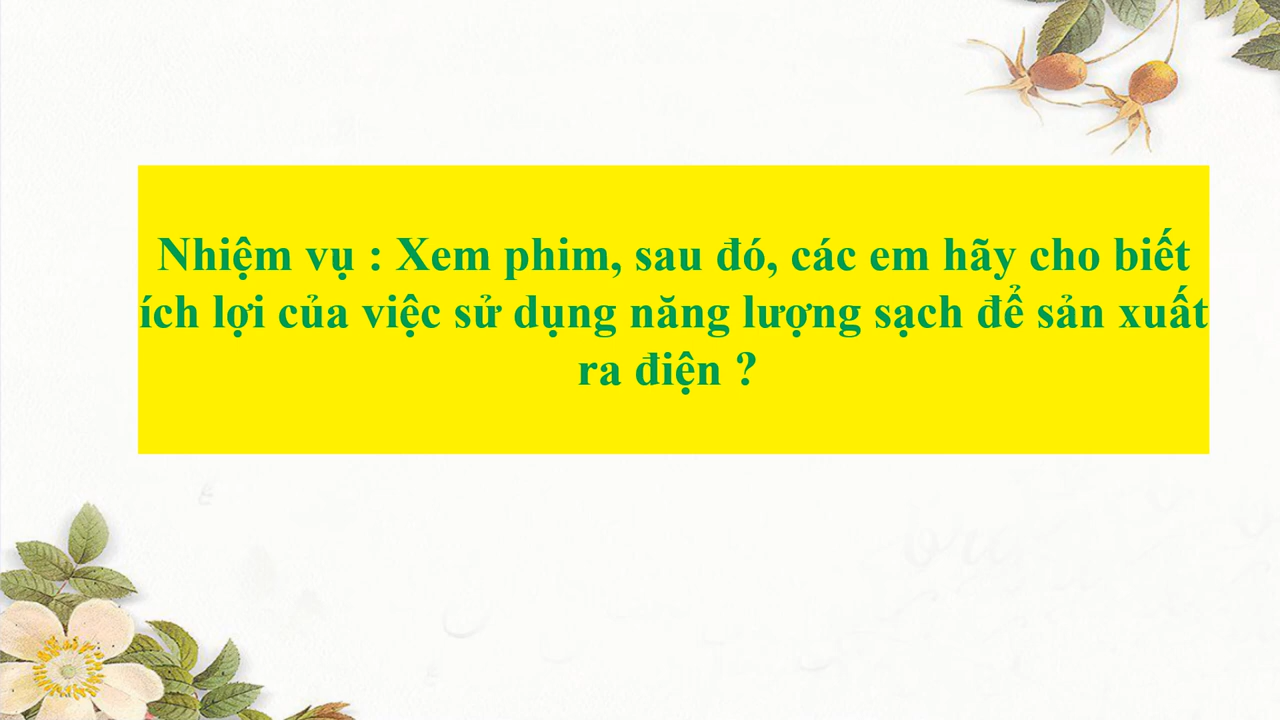 Nhiệm vụ : Xem phim, sau đó, các em hãy cho biết
ích lợi của việc sử dụng năng lượng sạch để sản xuất
ra điện ?